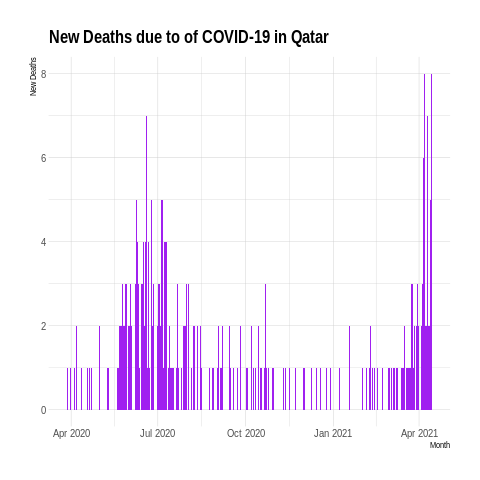 New Deaths due to of COVID-19 in Qatar
New Deaths
8
6
4
2
0
Apr 2020 Jul 2020 Oct 2020 Jan 2021 Apr 2021
Month